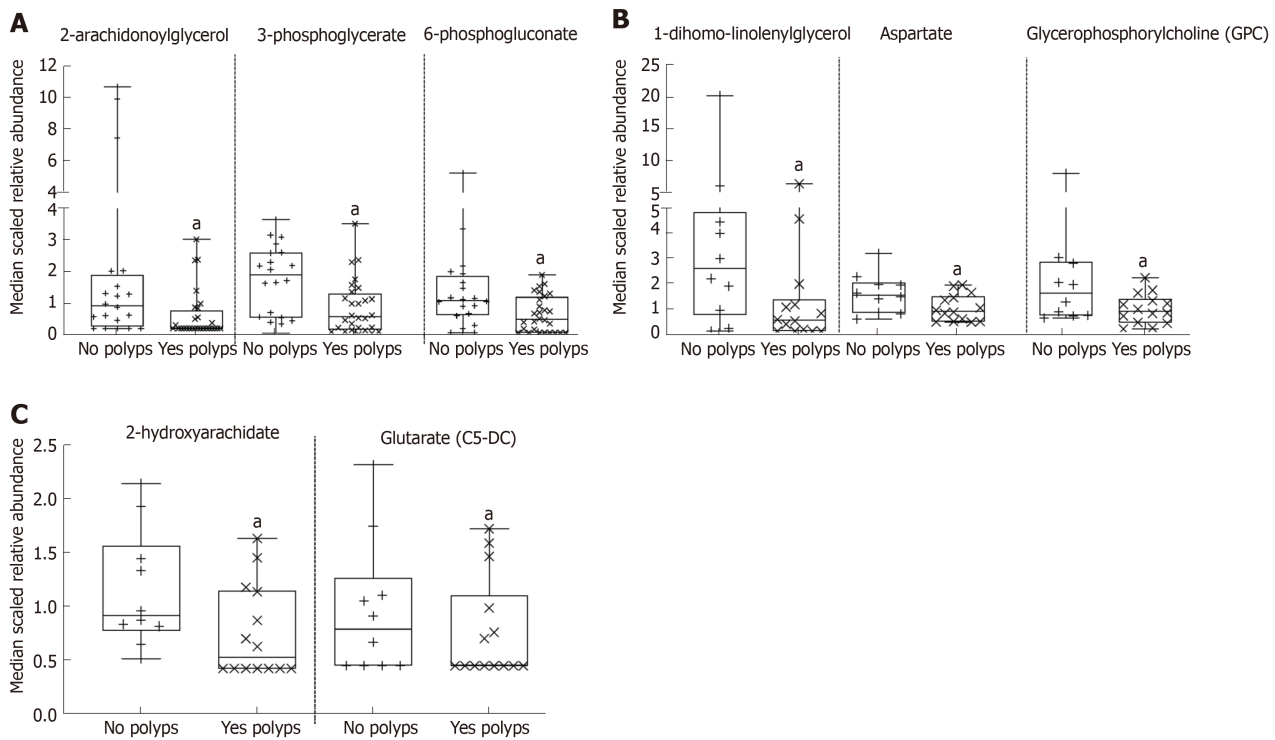 A
2-arachidonoylglycerol 3-phosphoglycerate 6-phosphogluconate
Median scaled relative abundance
12
10
8
6
4
4
3
2
1
0
a a a
No polyps Yes polyps No polyps Yes polyps No polyps Yes polyps
B
1-dihomo-linolenylglycerol Aspartate Glycerophosphorylcholine (GPC)
Median scaled relative abundance
25
20
15
10
5
5
4
3
2
1
0
a a a
No polyps Yes polyps No polyps Yes polyps No polyps Yes polyps
C
2-hydroxyarachidate Glutarate (C5-DC)
Median scaled relative abundance
2.5
2.0
1.5
1.0
0.5
0.0
a a
No polyps Yes polyps No polyps Yes polyps